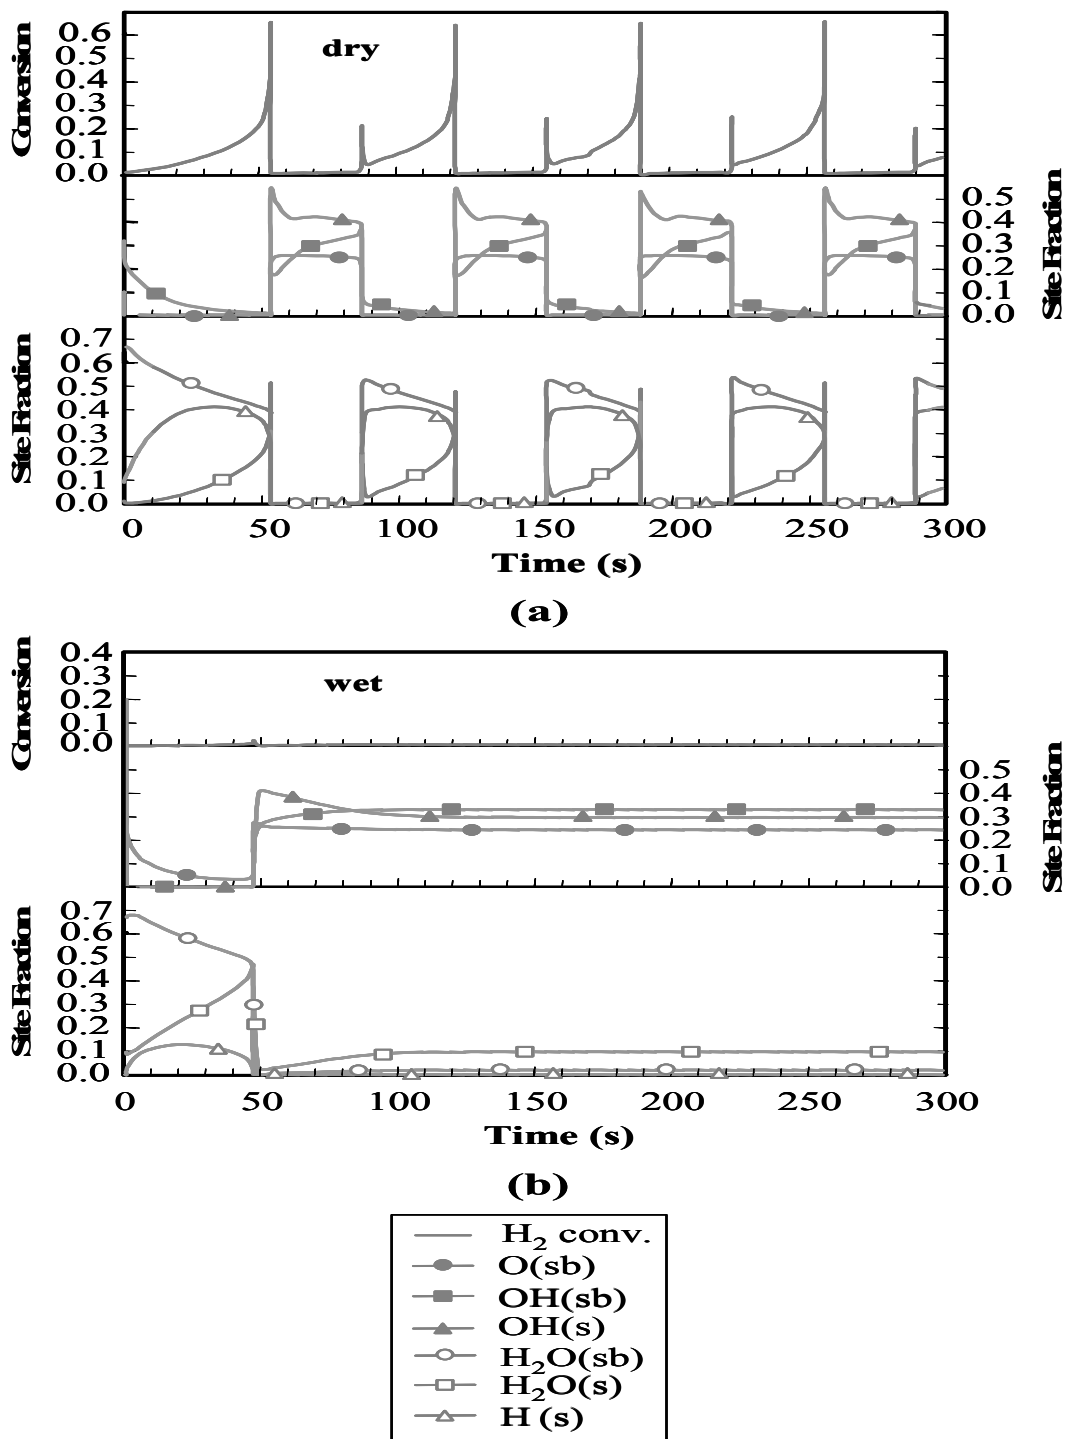 Conversion
0.6
0.5
0.4
0.2
0.1
0.0
dry
0.5
0.4
0.3
0.2
0.1
0.0
Site Fraction
Site Fraction
0.7
0.6
0.5
0.4
0.3
0.2
0.1
0.0
0 50 100 150 200 250 300
Time (s)
(a)
Conversion
0.4
0.3
0.2
0.1
0.0
wet
0.5
0.4
0.3
0.2
0.1
0.0
Site Fraction
Site Fraction
0.7
0.6
0.5
0.4
0.3
0.2
0.1
0.0
0 50 100 150 200 250 300
Time (s)
(b)
H₂ conv.
O(sb)
OH(sb)
OH(s)
H₂O(sb)
H₂O(s)
H (s)